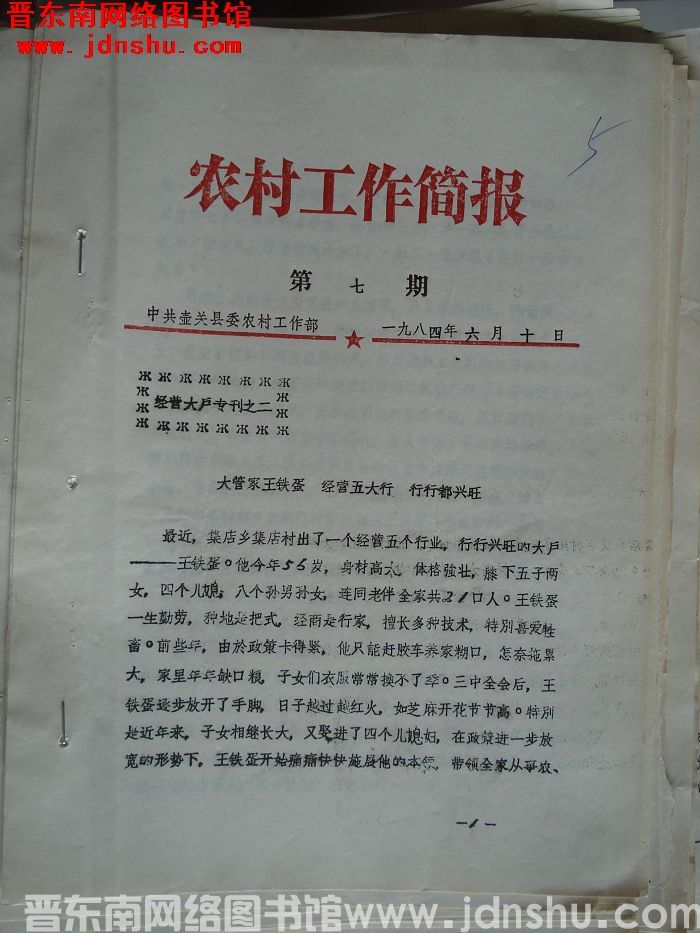 晋东南网络图书馆
www.jdnshu.com
5
农村工作简报
第七期
中共壶关县委农村工作部 一九八四年六月十日
经营大户专刊之二
大管家王铁蛋 经营五大行 行行都兴旺
最近，集店乡集店村出了一个经营五个行业，行行兴旺的大户
——王铁蛋。他今年56岁，身材高大，体格強壮，膝下五子两
女，四个儿媳，八个孙男孙女，连同老伴全家共21口人。王铁蛋
一生勤劳，种地是把式，经商是行家，擅长多种技术，特别喜爱牲
畜。前些年，由於政策卡得紧，他只能赶胶车养家糊口，怎奈拖累
大，家里年年缺口粮，子女们衣服常常换不了季。三中全会后，王
铁蛋逐步放开了手脚，日子越过越红火，如芝麻开花节节高。特别
是近年来，子女相继长大，又娶进了四个儿媳妇，在政策进一步放
宽的形势下，王铁蛋开始痛痛快快施展他的本领，带领全家从事农、
—1—
晋东南网络图书馆www.jdnshu.com